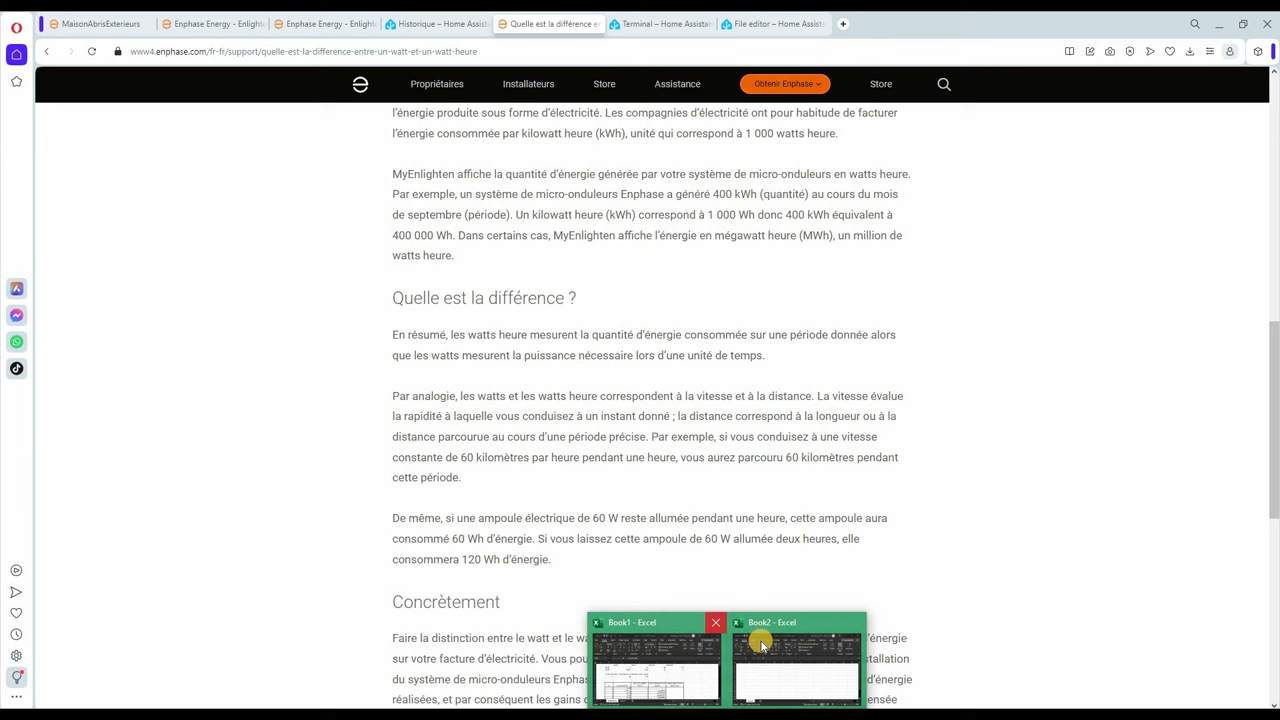 MaisonAbrisExterieurs
Enphase Energy - Enlighte
Enphase Energy - Enlighte
Historique – Home Assista
Quelle est la différence en
Terminal – Home Assistan
File editor – Home Assista
www4.enphase.com/fr-fr/support/quelle-est-la-difference-entre-un-watt-et-un-watt-heure
Propriétaires Installateurs Store Assistance Obtenir Enphase Store
l'énergie produite sous forme d'électricité. Les compagnies d'électricité ont pour habitude de facturer
l'énergie consommée par kilowatt heure (kWh), unité qui correspond à 1 000 watts heure.
MyEnlighten affiche la quantité d'énergie générée par votre système de micro-onduleurs en watts heure.
Par exemple, un système de micro-onduleurs Enphase a généré 400 kWh (quantité) au cours du mois
de septembre (période). Un kilowatt heure (kWh) correspond à 1 000 Wh donc 400 kWh équivalent à
400 000 Wh. Dans certains cas, MyEnlighten affiche l'énergie en mégawatt heure (MWh), un million de
watts heure.
Quelle est la différence ?
En résumé, les watts heure mesurent la quantité d'énergie consommée sur une période donnée alors
que les watts mesurent la puissance nécessaire lors d'une unité de temps.
Par analogie, les watts et les watts heure correspondent à la vitesse et à la distance. La vitesse évalue
la rapidité à laquelle vous conduisez à un instant donné ; la distance correspond à la longueur ou à la
distance parcourue au cours d'une période précise. Par exemple, si vous conduisez à une vitesse
constante de 60 kilomètres par heure pendant une heure, vous aurez parcouru 60 kilomètres pendant
cette période.
De même, si une ampoule électrique de 60 W reste allumée pendant une heure, cette ampoule aura
consommé 60 Wh d'énergie. Si vous laissez cette ampoule de 60 W allumée deux heures, elle
consommera 120 Wh d'énergie.
Concrètement
Book1 - Excel
Book2 - Excel
Faire la distinction entre le watt et le wa énergie
sur votre facture d'électricité. Vous pou stallation
du système de micro-onduleurs Enphas l'énergie
réalisées, et par conséquent les gains d ensée